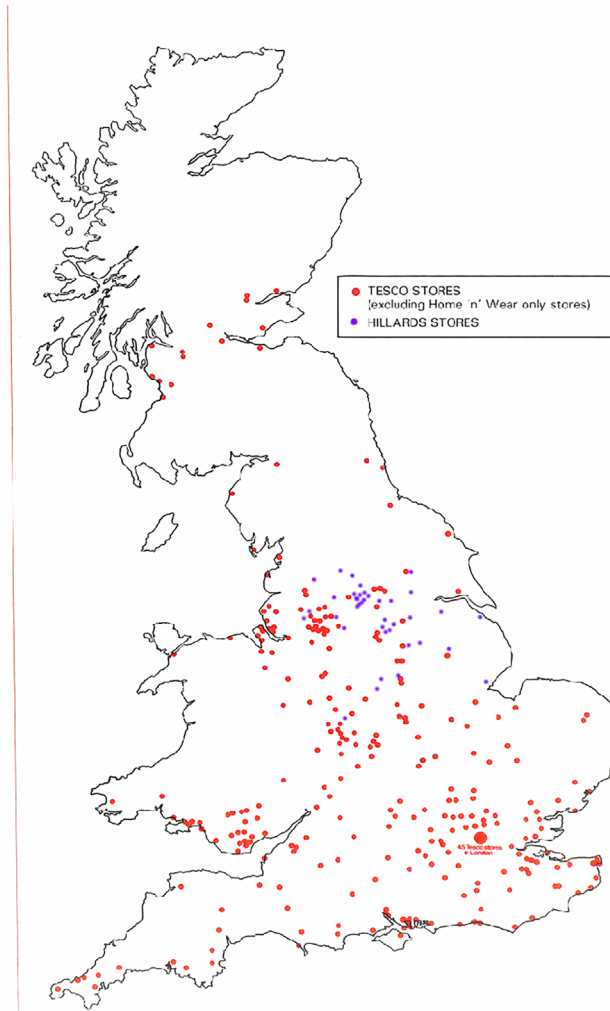 TESCO STORES
(excluding Home 'n' Wear only stores)
HILLARDS STORES
45 Tesco stores
in London